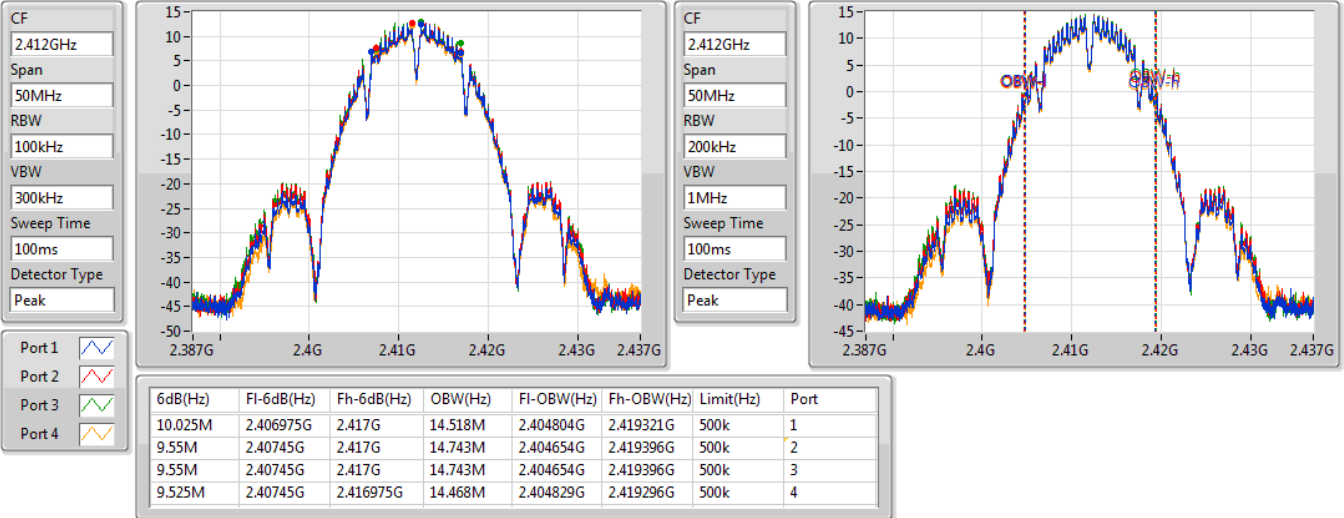 CF
2.412GHz
Span
50MHz
RBW
100kHz
VBW
300kHz
Sweep Time
100ms
Detector Type
Peak
15
10
5
0
-5
-10
-15
-20
-25
-30
-35
-40
-45
-50
2.387G 2.4G 2.41G 2.42G 2.43G 2.437G
CF
2.412GHz
Span
50MHz
RBW
200kHz
VBW
1MHz
Sweep Time
100ms
Detector Type
Peak
15
10
5
0
-5
-10
-15
-20
-25
-30
-35
-40
-45
OBW-l OBW-h
2.387G 2.4G 2.41G 2.42G 2.43G 2.437G
Port 1
Port 2
Port 3
Port 4
6dB(Hz) Fl-6dB(Hz) Fh-6dB(Hz) OBW(Hz) Fl-OBW(Hz) Fh-OBW(Hz) Limit(Hz) Port
10.025M 2.406975G 2.417G 14.518M 2.404804G 2.419321G 500k 1
9.55M 2.40745G 2.417G 14.743M 2.404654G 2.419396G 500k 2
9.55M 2.40745G 2.417G 14.743M 2.404654G 2.419396G 500k 3
9.525M 2.40745G 2.416975G 14.468M 2.404829G 2.419296G 500k 4